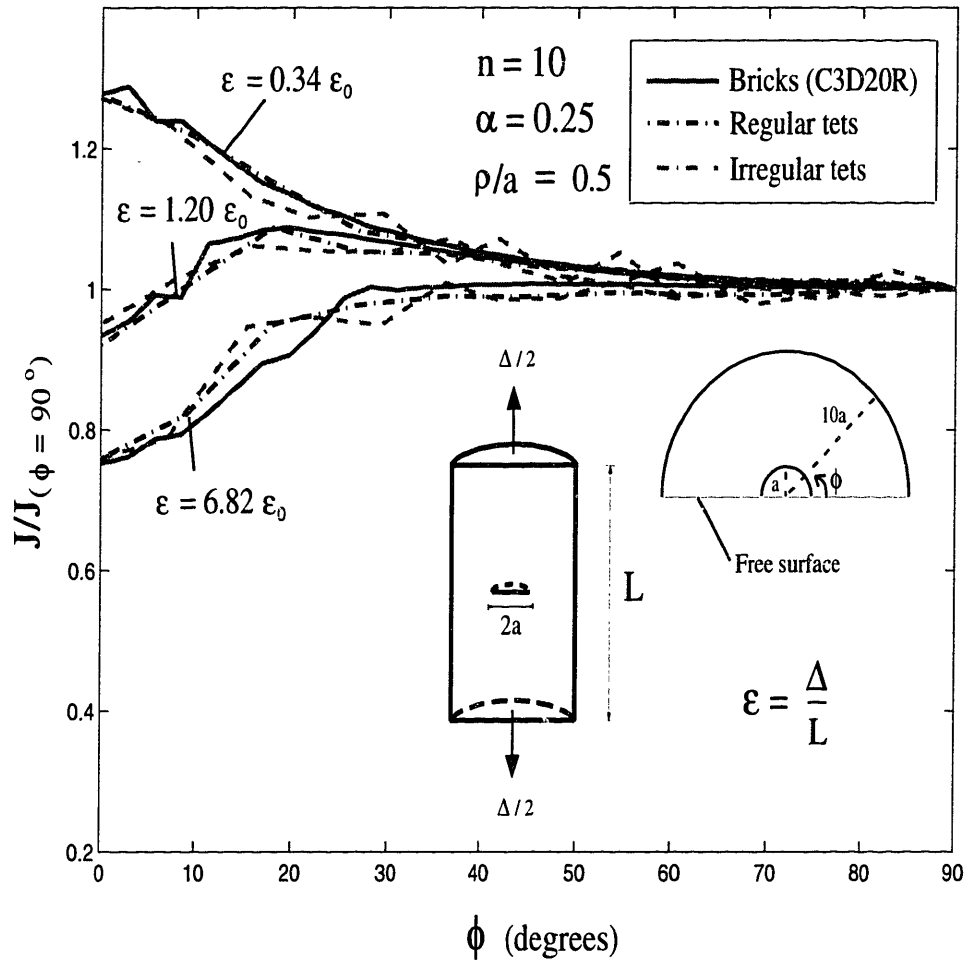 ε = 0.34 ε₀
n = 10
α = 0.25
ρ/a = 0.5
Bricks (C3D20R)
Regular tets
Irregular tets
ε = 1.20 ε₀
ε = 6.82 ε₀
1.2
1
0.8
0.6
0.4
0.2
J/J(ϕ = 90°)
Δ/2
2a
L
Δ/2
10a
a
ϕ
Free surface
ε = Δ/L
0
10
20
30
40
50
60
70
80
90
ϕ (degrees)